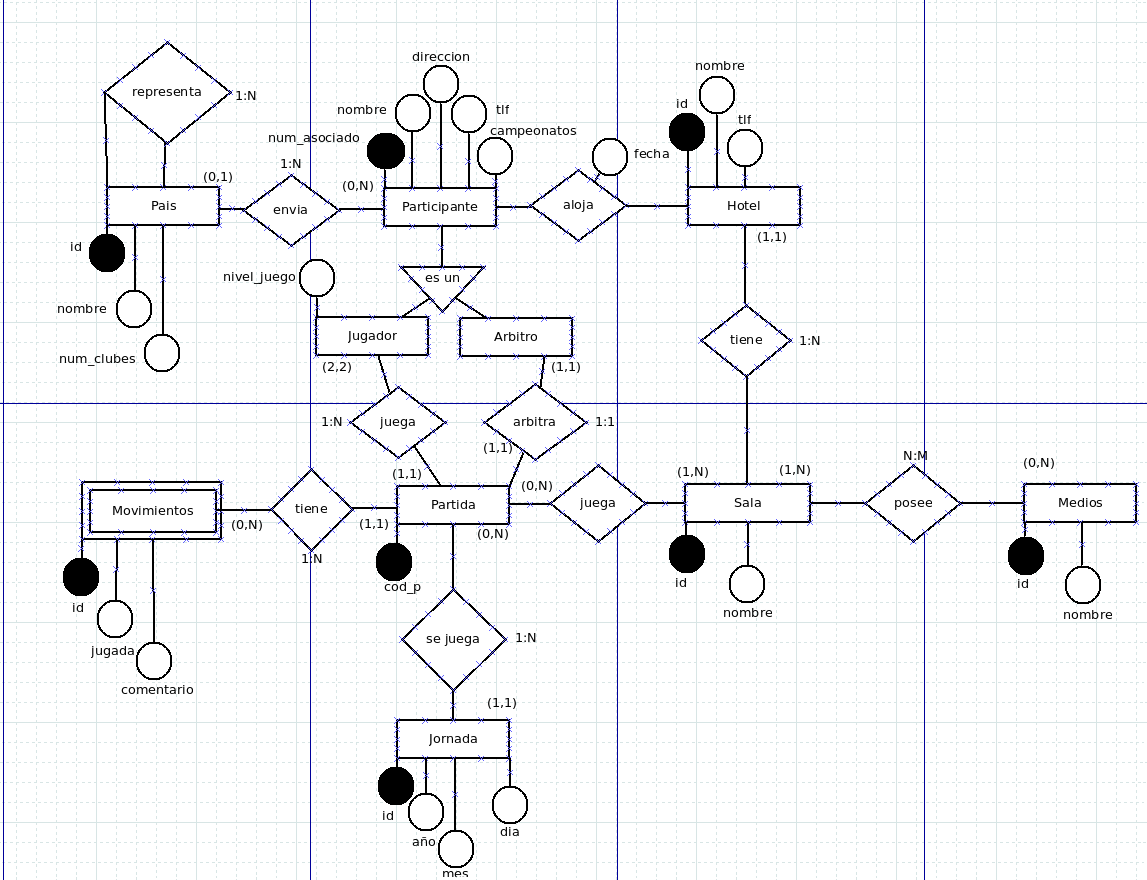 direccion
nombre
representa
1:N
nombre
tlf
id
tlf
num_asociado
campeonatos
fecha
1:N
(0,1)
(0,N)
Pais
envia
Participante
aloja
Hotel
(1,1)
id
nivel_juego
es un
nombre
num_clubes
Jugador
Arbitro
tiene
1:N
(2,2)
(1,1)
1:N
juega
arbitra
1:1
(1,1)
N:M
(1,1)
(1,N)
(1,N)
(0,N)
(0,N)
Movimientos
tiene
Partida
juega
Sala
posee
Medios
(0,N)
(1,1)
(0,N)
1:N
cod_p
id
id
id
nombre
nombre
jugada
se juega
1:N
comentario
(1,1)
Jornada
id
año
dia
mes